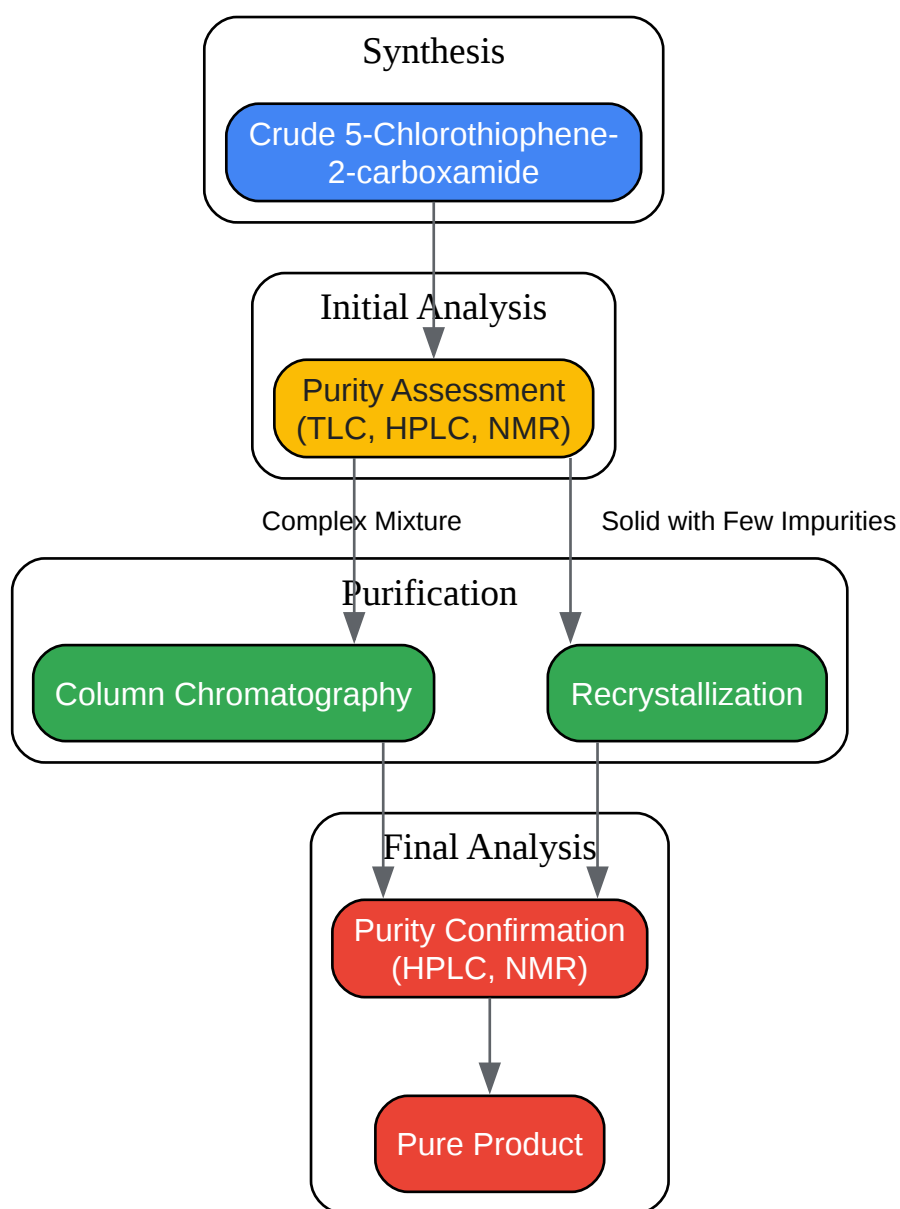 Synthesis
Crude 5-Chlorothiophene-
2-carboxamide
Initial Analysis
Purity Assessment
(TLC, HPLC, NMR)
Complex Mixture
Solid with Few Impurities
Purification
Column Chromatography
Recrystallization
Final Analysis
Purity Confirmation
(HPLC, NMR)
Pure Product